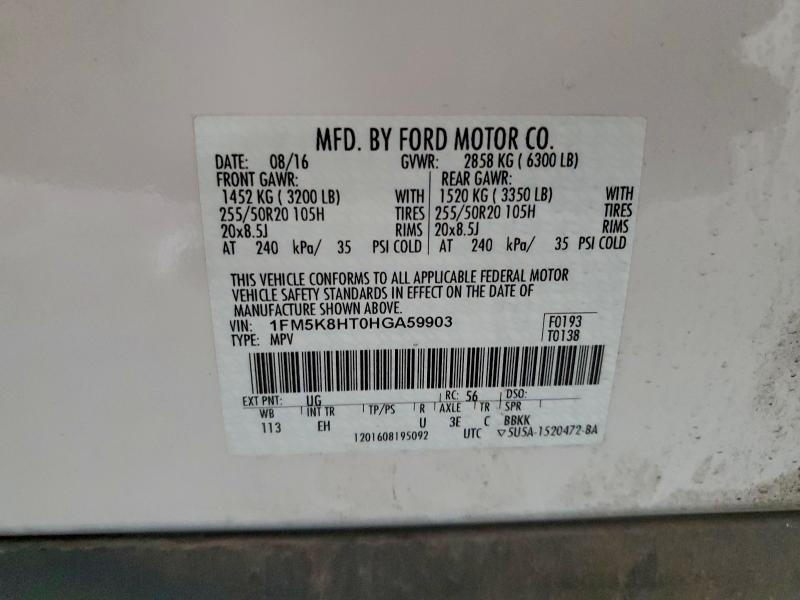 MFD. BY FORD MOTOR CO.
DATE: 08/16 GVWR: 2858 KG ( 6300 LB)
FRONT GAWR: REAR GAWR:
1452 KG ( 3200 LB) WITH 1520 KG ( 3350 LB) WITH
255/50R20 105H TIRES 255/50R20 105H TIRES
20x8.5J RIMS 20x8.5J RIMS
AT 240 kPa/ 35 PSI COLD AT 240 kPa/ 35 PSI COLD
THIS VEHICLE CONFORMS TO ALL APPLICABLE FEDERAL MOTOR
VEHICLE SAFETY STANDARDS IN EFFECT ON THE DATE OF
MANUFACTURE SHOWN ABOVE.
VIN: 1FM5K8HT0HGA59903 F0193
TYPE: MPV T0138
EXT PNT: UG RC: 56 DSO:
WB INT TR TP/PS R AXLE TR SPR
113 EH U 3E C BBKK
1201608195092 UTC ▽5U5A-1520472-BA